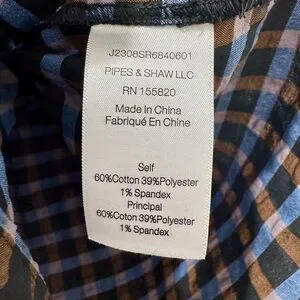 J2308SR6840601
PIPES & SHAW LLC
RN 155820
Made In China
Fabriqué En Chine
Self
60%Cotton 39%Polyester
1% Spandex
Principal
60%Cotton 39%Polyester
1% Spandex